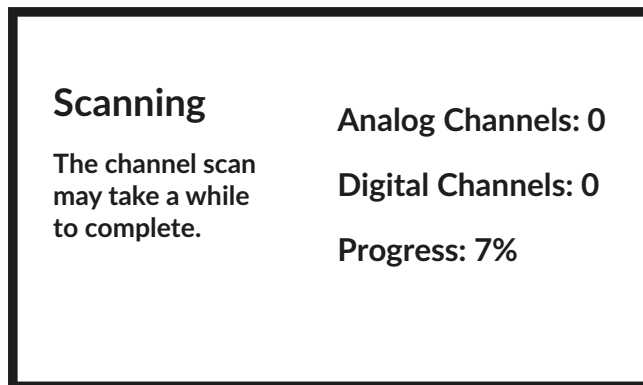 Scanning
The channel scan
may take a while
to complete.
Analog Channels: 0
Digital Channels: 0
Progress: 7%